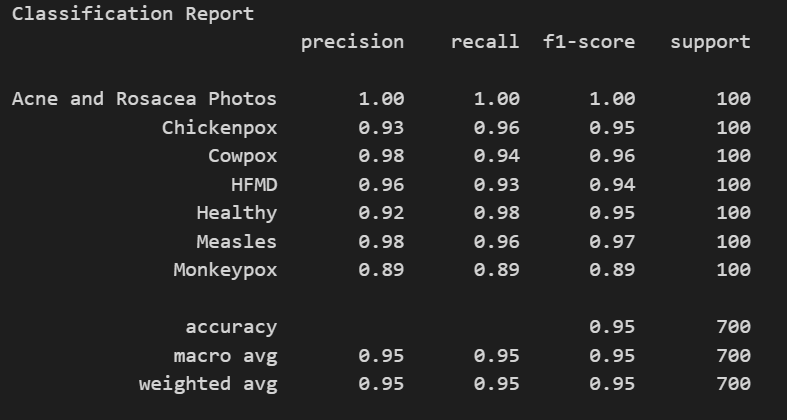 Classification Report
precision recall f1-score support
Acne and Rosacea Photos 1.00 1.00 1.00 100
Chickenpox 0.93 0.96 0.95 100
Cowpox 0.98 0.94 0.96 100
HFMD 0.96 0.93 0.94 100
Healthy 0.92 0.98 0.95 100
Measles 0.98 0.96 0.97 100
Monkeypox 0.89 0.89 0.89 100
accuracy 0.95 700
macro avg 0.95 0.95 0.95 700
weighted avg 0.95 0.95 0.95 700